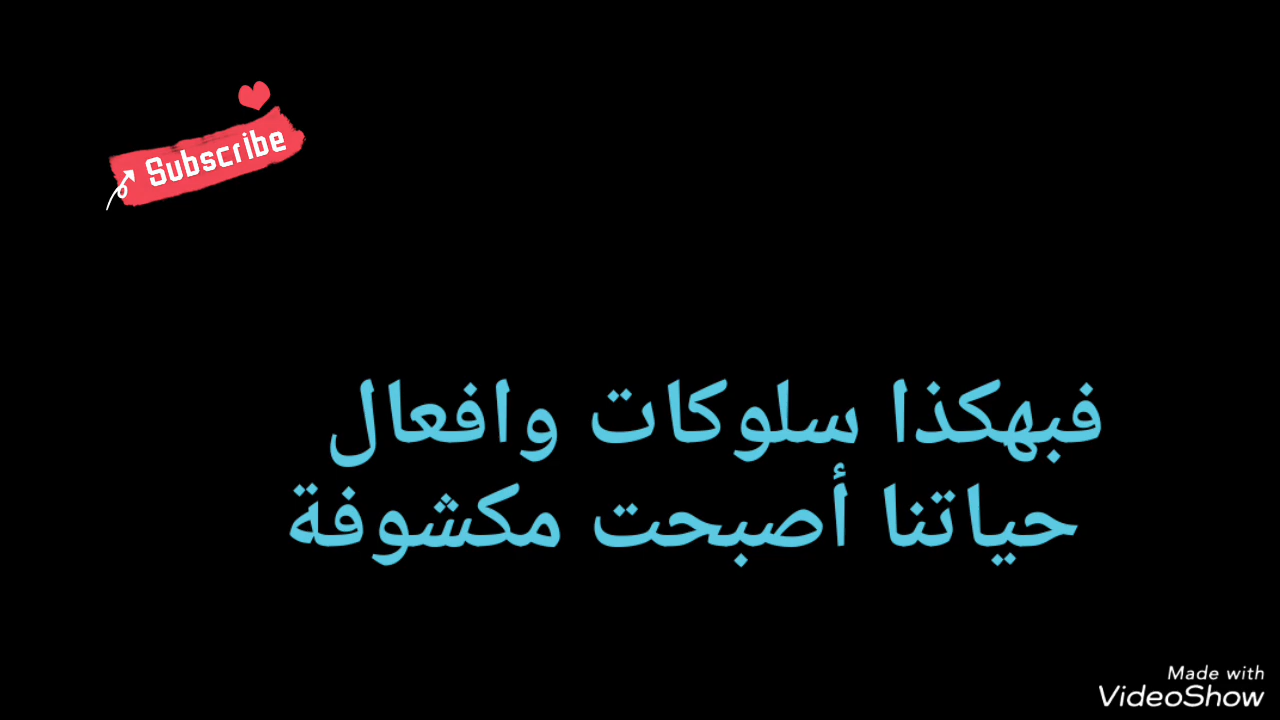 Subscribe
فبهكذا سلوكات وافعال
حياتنا أصبحت مكشوفة
Made with
VideoShow